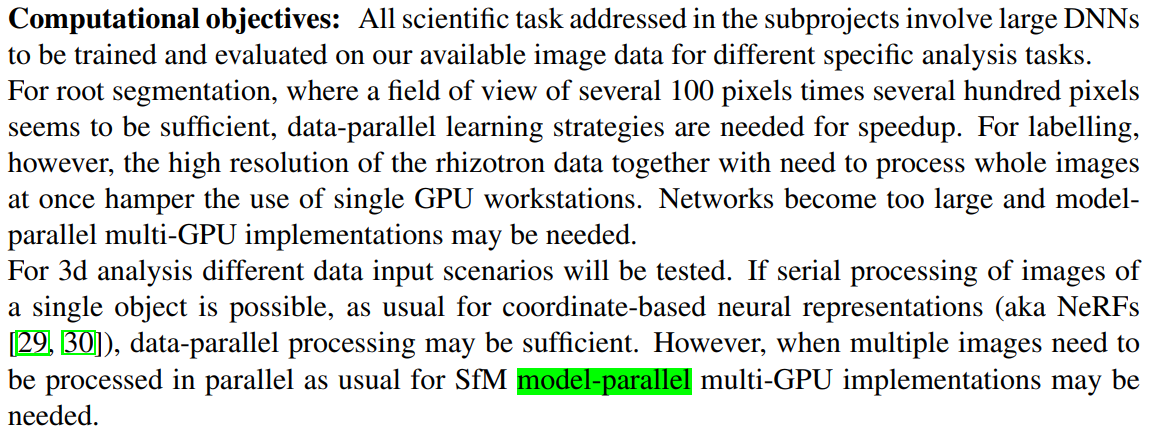 Computational objectives: All scientific task addressed in the subprojects involve large DNNs
to be trained and evaluated on our available image data for different specific analysis tasks.
For root segmentation, where a field of view of several 100 pixels times several hundred pixels
seems to be sufficient, data-parallel learning strategies are needed for speedup. For labelling,
however, the high resolution of the rhizotron data together with need to process whole images
at once hamper the use of single GPU workstations. Networks become too large and model-
parallel multi-GPU implementations may be needed.
For 3d analysis different data input scenarios will be tested. If serial processing of images of
a single object is possible, as usual for coordinate-based neural representations (aka NeRFs
[29, 30]), data-parallel processing may be sufficient. However, when multiple images need to
be processed in parallel as usual for SfM model-parallel multi-GPU implementations may be
needed.